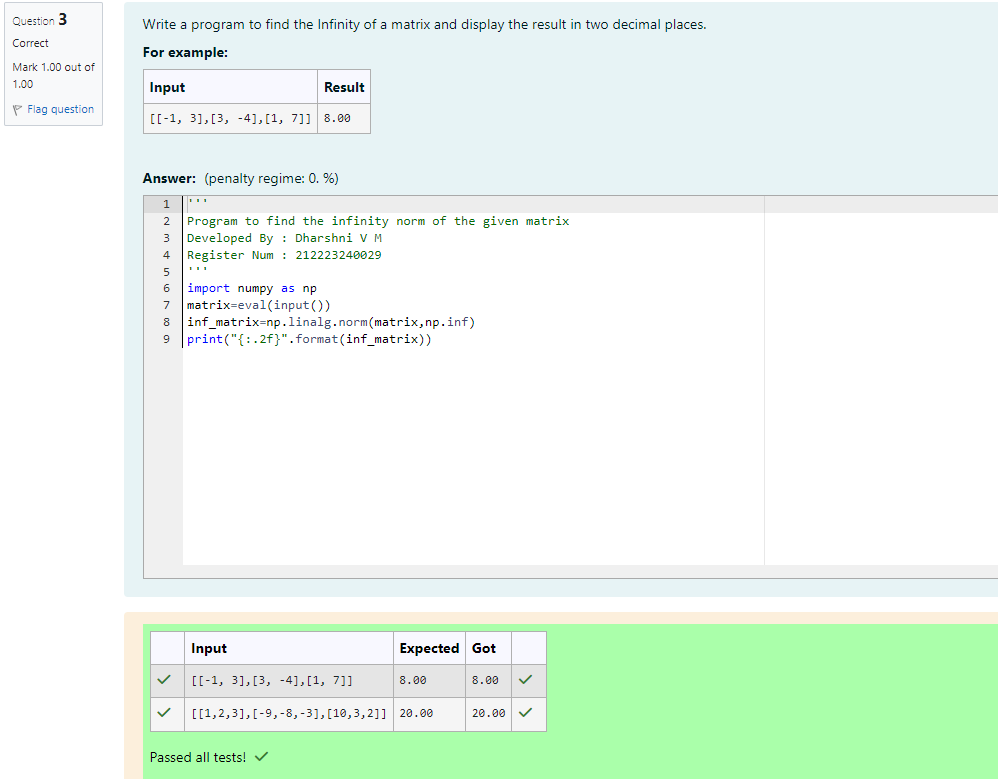 Question 3
Correct
Mark 1.00 out of
1.00
Flag question
Write a program to find the Infinity of a matrix and display the result in two decimal places.
For example:
Input Result
[[-1, 3],[3, -4],[1, 7]] 8.00
Answer: (penalty regime: 0. %)
1 '''
2 Program to find the infinity norm of the given matrix
3 Developed By : Dharshni V M
4 Register Num : 212223240029
5 '''
6 import numpy as np
7 matrix=eval(input())
8 inf_matrix=np.linalg.norm(matrix,np.inf)
9 print("{:.2f}".format(inf_matrix))
Input Expected Got
[[-1, 3],[3, -4],[1, 7]] 8.00 8.00
[[1,2,3],[-9,-8,-3],[10,3,2]] 20.00 20.00
Passed all tests!